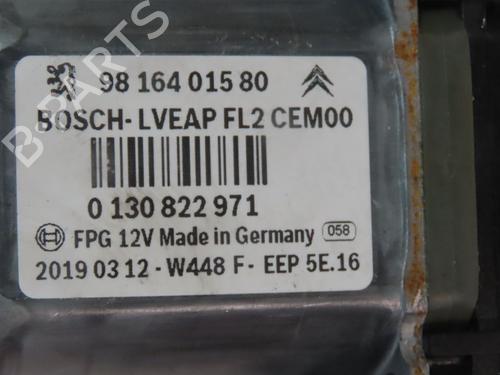 98 164 015 80
BOSCH- LVEAP FL2 CEM00
0 130 822 971
FPG 12V Made in Germany 058
2019 03 12 - W448 F - EEP 5E.16
B-PARTS